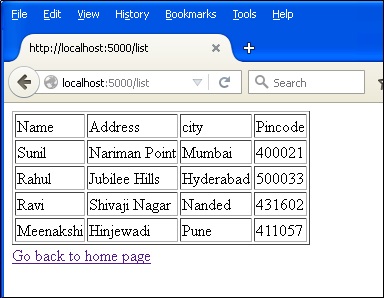 File Edit View History Bookmarks Tools Help
http://localhost:5000/list
localhost:5000/list Search
Name Address city Pincode
Sunil Nariman Point Mumbai 400021
Rahul Jubilee Hills Hyderabad 500033
Ravi Shivaji Nagar Nanded 431602
Meenakshi Hinjewadi Pune 411057
Go back to home page